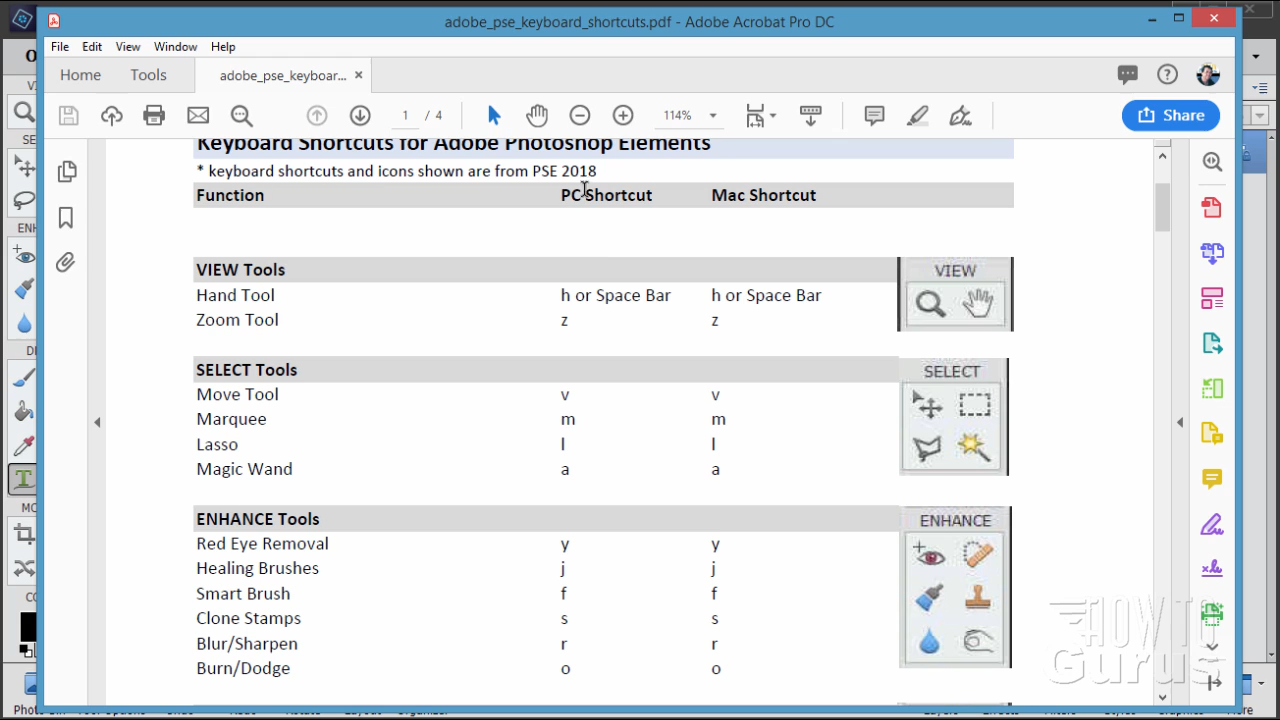 adobe_pse_keyboard_shortcuts.pdf - Adobe Acrobat Pro DC
File Edit View Window Help
Home Tools adobe_pse_keyboar... ×
1 / 4 114% Share
Keyboard Shortcuts for Adobe Photoshop Elements
* keyboard shortcuts and icons shown are from PSE 2018
Function PC Shortcut Mac Shortcut
VIEW Tools VIEW
Hand Tool h or Space Bar h or Space Bar
Zoom Tool z z
SELECT Tools SELECT
Move Tool v v
Marquee m m
Lasso l l
Magic Wand a a
ENHANCE Tools ENHANCE
Red Eye Removal y y
Healing Brushes j j
Smart Brush f f
Clone Stamps s s
Blur/Sharpen r r
Burn/Dodge o o
HOW TO
Gurus